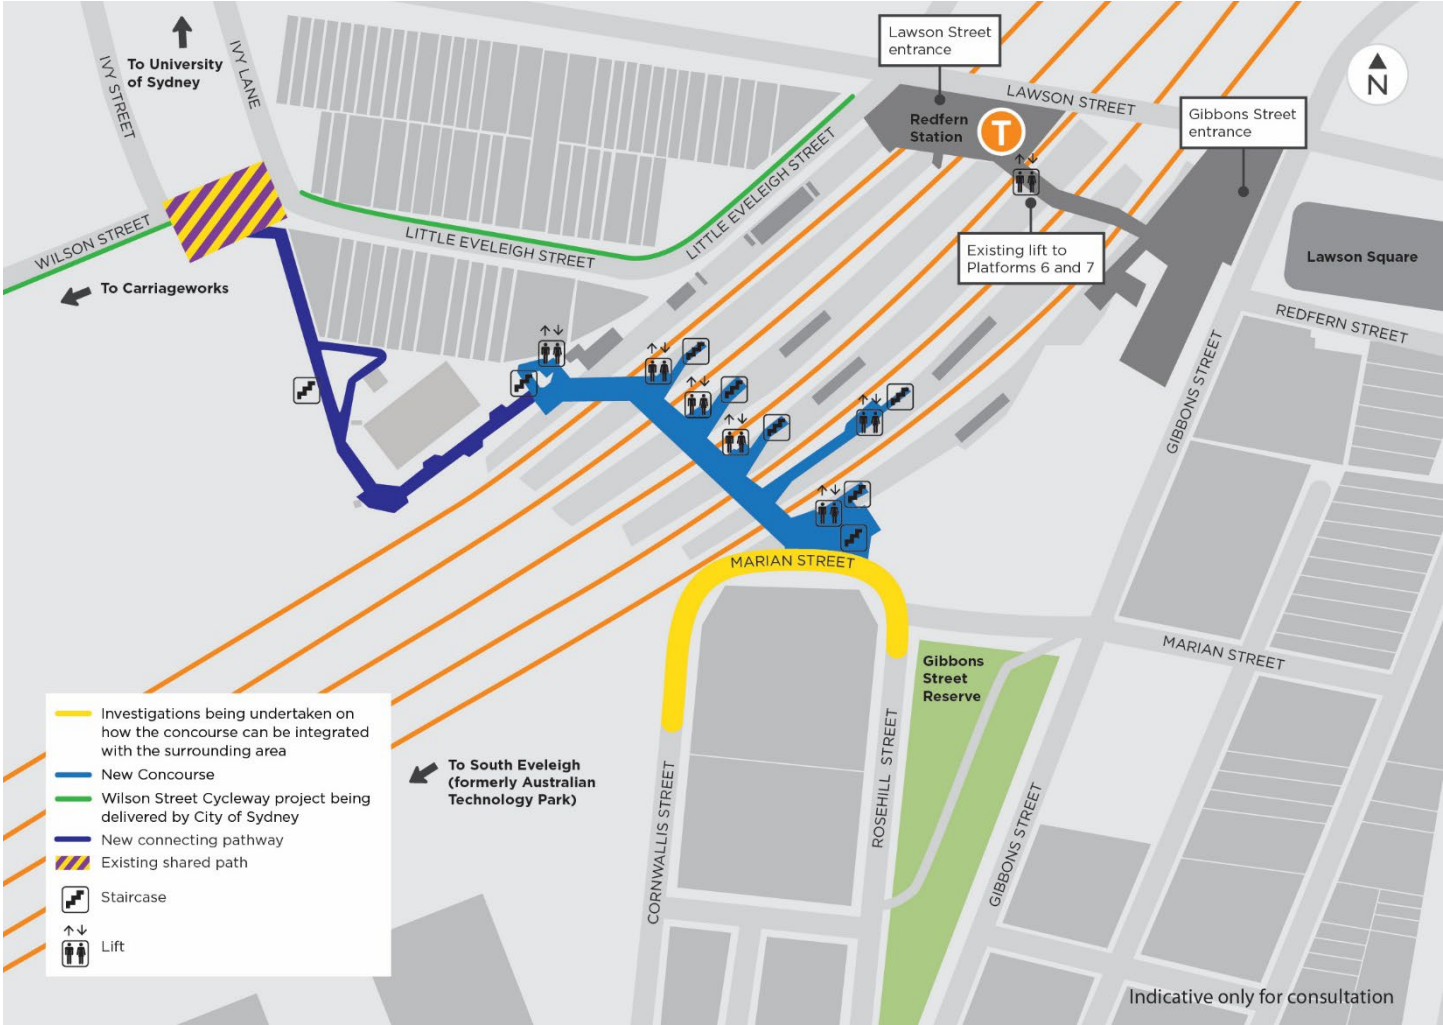 To University
of Sydney
IVY STREET
IVY LANE
Lawson Street
entrance
LAWSON STREET
N
Redfern
Station
T
Gibbons Street
entrance
Existing lift to
Platforms 6 and 7
Lawson Square
REDFERN STREET
WILSON STREET
To Carriageworks
LITTLE EVELEIGH STREET
LITTLE EVELEIGH STREET
GIBBONS STREET
MARIAN STREET
MARIAN STREET
Gibbons
Street
Reserve
CORNWALLIS STREET
ROSEHILL STREET
GIBBONS STREET
To South Eveleigh
(formerly Australian
Technology Park)
Investigations being undertaken on
how the concourse can be integrated
with the surrounding area
New Concourse
Wilson Street Cycleway project being
delivered by City of Sydney
New connecting pathway
Existing shared path
Staircase
Lift
Indicative only for consultation